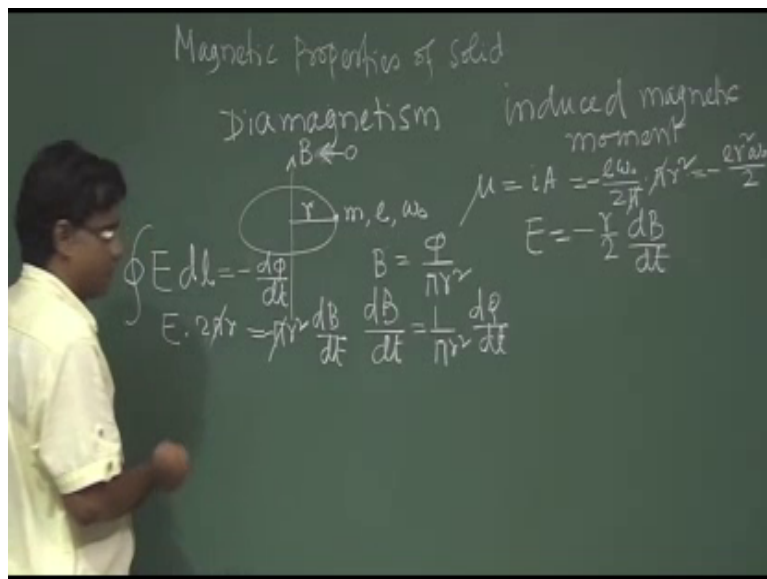 Magnetic Properties of solid
Diamagnetism
induced magnetic
moment
B ← 0
μ = iA = -eω₀/2π · πr² = -er²ω₀/2
r m, e, ω₀
E = -r/2 dB/dt
∮ E dl = -dφ/dt
B = φ/πr²
E. 2πr = -πr² dB/dt
dB/dt = 1/πr² dφ/dt